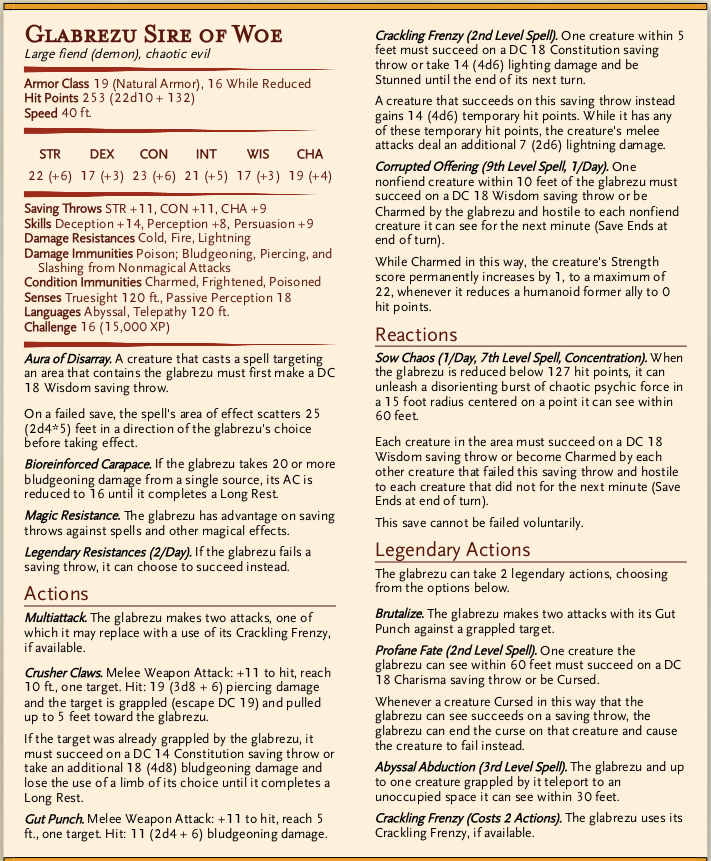 Glabrezu Sire of Woe
Large fiend (demon), chaotic evil
Armor Class 19 (Natural Armor), 16 While Reduced
Hit Points 253 (22d10 + 132)
Speed 40 ft.
STR DEX CON INT WIS CHA
22 (+6) 17 (+3) 23 (+6) 21 (+5) 17 (+3) 19 (+4)
Saving Throws STR +11, CON +11, CHA +9
Skills Deception +14, Perception +8, Persuasion +9
Damage Resistances Cold, Fire, Lightning
Damage Immunities Poison; Bludgeoning, Piercing, and
Slashing from Nonmagical Attacks
Condition Immunities Charmed, Frightened, Poisoned
Senses Truesight 120 ft., Passive Perception 18
Languages Abyssal, Telepathy 120 ft.
Challenge 16 (15,000 XP)
Aura of Disarray. A creature that casts a spell targeting
an area that contains the glabrezu must first make a DC
18 Wisdom saving throw.
On a failed save, the spell's area of effect scatters 25
(2d4*5) feet in a direction of the glabrezu's choice
before taking effect.
Bioreinforced Carapace. If the glabrezu takes 20 or more
bludgeoning damage from a single source, its AC is
reduced to 16 until it completes a Long Rest.
Magic Resistance. The glabrezu has advantage on saving
throws against spells and other magical effects.
Legendary Resistances (2/Day). If the glabrezu fails a
saving throw, it can choose to succeed instead.
Actions
Multiattack. The glabrezu makes two attacks, one of
which it may replace with a use of its Crackling Frenzy,
if available.
Crusher Claws. Melee Weapon Attack: +11 to hit, reach
10 ft., one target. Hit: 19 (3d8 + 6) piercing damage
and the target is grappled (escape DC 19) and pulled
up to 5 feet toward the glabrezu.
If the target was already grappled by the glabrezu, it
must succeed on a DC 14 Constitution saving throw or
take an additional 18 (4d8) bludgeoning damage and
lose the use of a limb of its choice until it completes a
Long Rest.
Gut Punch. Melee Weapon Attack: +11 to hit, reach 5
ft., one target. Hit: 11 (2d4 + 6) bludgeoning damage.
Crackling Frenzy (2nd Level Spell). One creature within 5
feet must succeed on a DC 18 Constitution saving
throw or take 14 (4d6) lighting damage and be
Stunned until the end of its next turn.
A creature that succeeds on this saving throw instead
gains 14 (4d6) temporary hit points. While it has any
of these temporary hit points, the creature's melee
attacks deal an additional 7 (2d6) lightning damage.
Corrupted Offering (9th Level Spell, 1/Day). One
nonfiend creature within 10 feet of the glabrezu must
succeed on a DC 18 Wisdom saving throw or be
Charmed by the glabrezu and hostile to each nonfiend
creature it can see for the next minute (Save Ends at
end of turn).
While Charmed in this way, the creature's Strength
score permanently increases by 1, to a maximum of
22, whenever it reduces a humanoid former ally to 0
hit points.
Reactions
Sow Chaos (1/Day, 7th Level Spell, Concentration). When
the glabrezu is reduced below 127 hit points, it can
unleash a disorienting burst of chaotic psychic force in
a 15 foot radius centered on a point it can see within
60 feet.
Each creature in the area must succeed on a DC 18
Wisdom saving throw or become Charmed by each
other creature that failed this saving throw and hostile
to each creature that did not for the next minute (Save
Ends at end of turn).
This save cannot be failed voluntarily.
Legendary Actions
The glabrezu can take 2 legendary actions, choosing
from the options below.
Brutalize. The glabrezu makes two attacks with its Gut
Punch against a grappled target.
Profane Fate (2nd Level Spell). One creature the
glabrezu can see within 60 feet must succeed on a DC
18 Charisma saving throw or be Cursed.
Whenever a creature Cursed in this way that the
glabrezu can see succeeds on a saving throw, the
glabrezu can end the curse on that creature and cause
the creature to fail instead.
Abyssal Abduction (3rd Level Spell). The glabrezu and up
to one creature grappled by it teleport to an
unoccupied space it can see within 30 feet.
Crackling Frenzy (Costs 2 Actions). The glabrezu uses its
Crackling Frenzy, if available.